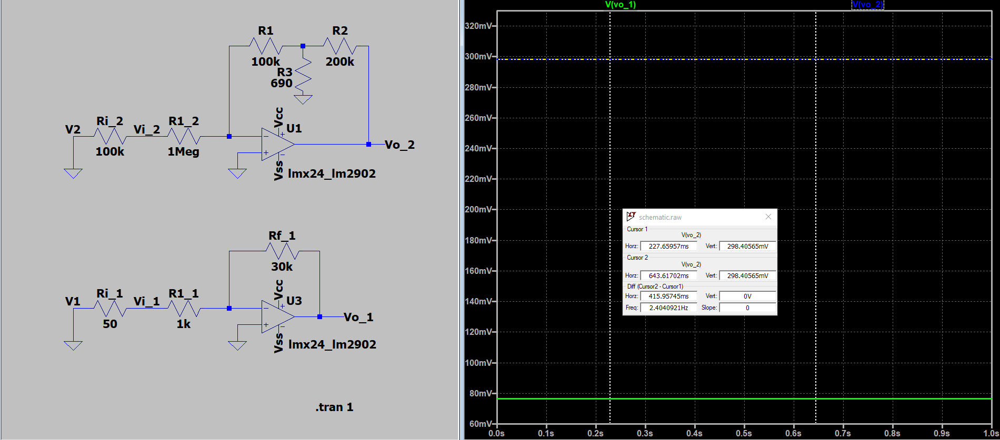 R1
R2
100k
200k
R3
690
Vcc
Ri_2
R1_2
V2
Vi_2
U1
100k
1Meg
Vo_2
Vss
lmx24_lm2902
Rf_1
30k
Vcc
Ri_1
R1_1
V1
Vi_1
U3
50
1k
Vo_1
Vss
lmx24_lm2902
.tran 1
V(vo_1)
V(vo_2)
320mV
300mV
280mV
260mV
240mV
220mV
200mV
180mV
160mV
140mV
120mV
100mV
80mV
60mV
0.0s 0.1s 0.2s 0.3s 0.4s 0.5s 0.6s 0.7s 0.8s 0.9s 1.0s
schematic.raw
Cursor 1
V(vo_2)
Horz: 227.65957ms Vert: 298.40565mV
Cursor 2
V(vo_2)
Horz: 643.61702ms Vert: 298.40565mV
Diff (Cursor2 - Cursor1)
Horz: 415.95745ms Vert: 0V
Freq: 2.4040921Hz Slope: 0